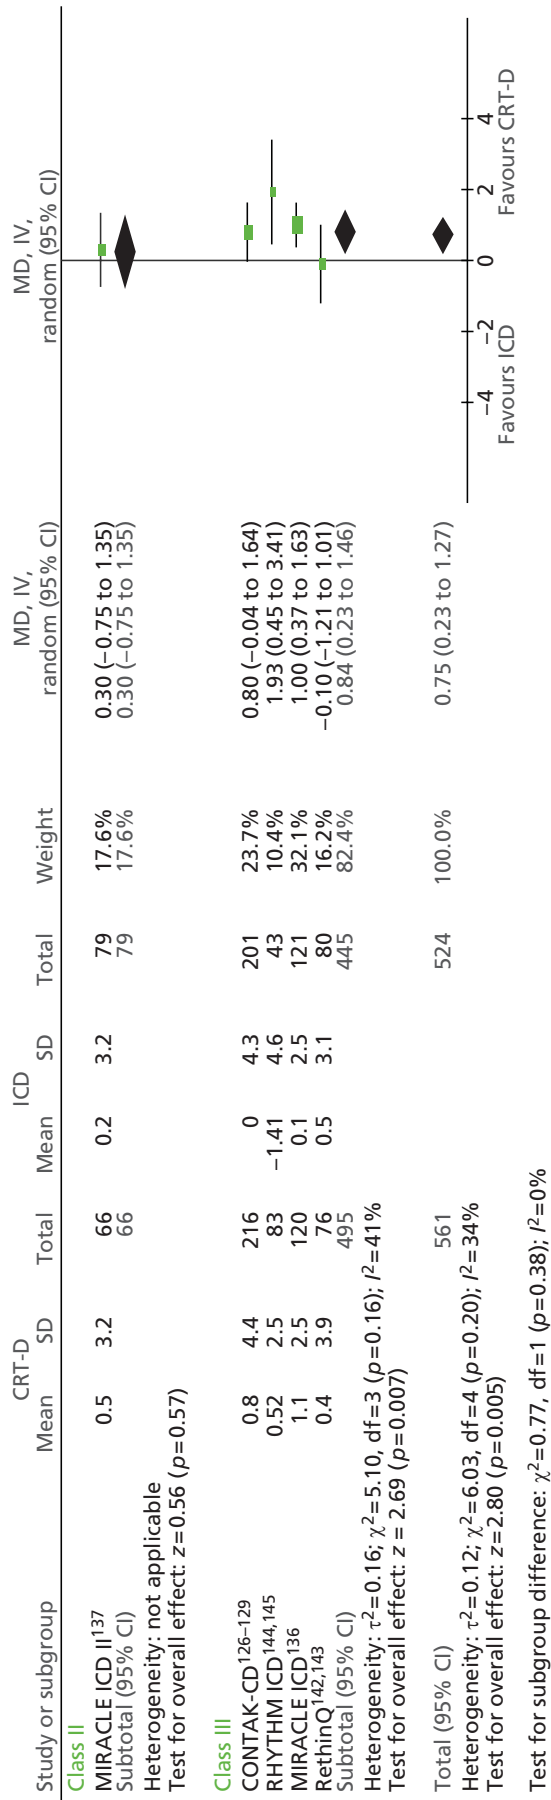 CRT-D ICD MD, IV, MD, IV,
Study or subgroup Mean SD Total Mean SD Total Weight random (95% CI) random (95% CI)
Class II
MIRACLE ICD II137 0.5 3.2 66 0.2 3.2 79 17.6% 0.30 (−0.75 to 1.35)
Subtotal (95% CI) 66 79 17.6% 0.30 (−0.75 to 1.35)
Heterogeneity: not applicable
Test for overall effect: z=0.56 (p=0.57)
Class III
CONTAK-CD126–129 0.8 4.4 216 0 4.3 201 23.7% 0.80 (−0.04 to 1.64)
RHYTHM ICD144,145 0.52 2.5 83 −1.41 4.6 43 10.4% 1.93 (0.45 to 3.41)
MIRACLE ICD136 1.1 2.5 120 0.1 2.5 121 32.1% 1.00 (0.37 to 1.63)
RethinQ142,143 0.4 3.9 76 0.5 3.1 80 16.2% −0.10 (−1.21 to 1.01)
Subtotal (95% CI) 495 445 82.4% 0.84 (0.23 to 1.46)
Heterogeneity: τ2=0.16; χ2=5.10, df=3 (p=0.16); I2=41%
Test for overall effect: z = 2.69 (p=0.007)
Total (95% CI) 561 524 100.0% 0.75 (0.23 to 1.27)
Heterogeneity: τ2=0.12; χ2=6.03, df=4 (p=0.20); I2=34%
Test for overall effect: z=2.80 (p=0.005)
Test for subgroup difference: χ2=0.77, df=1 (p=0.38); I2=0%
−4 −2 0 2 4
Favours ICD Favours CRT-D